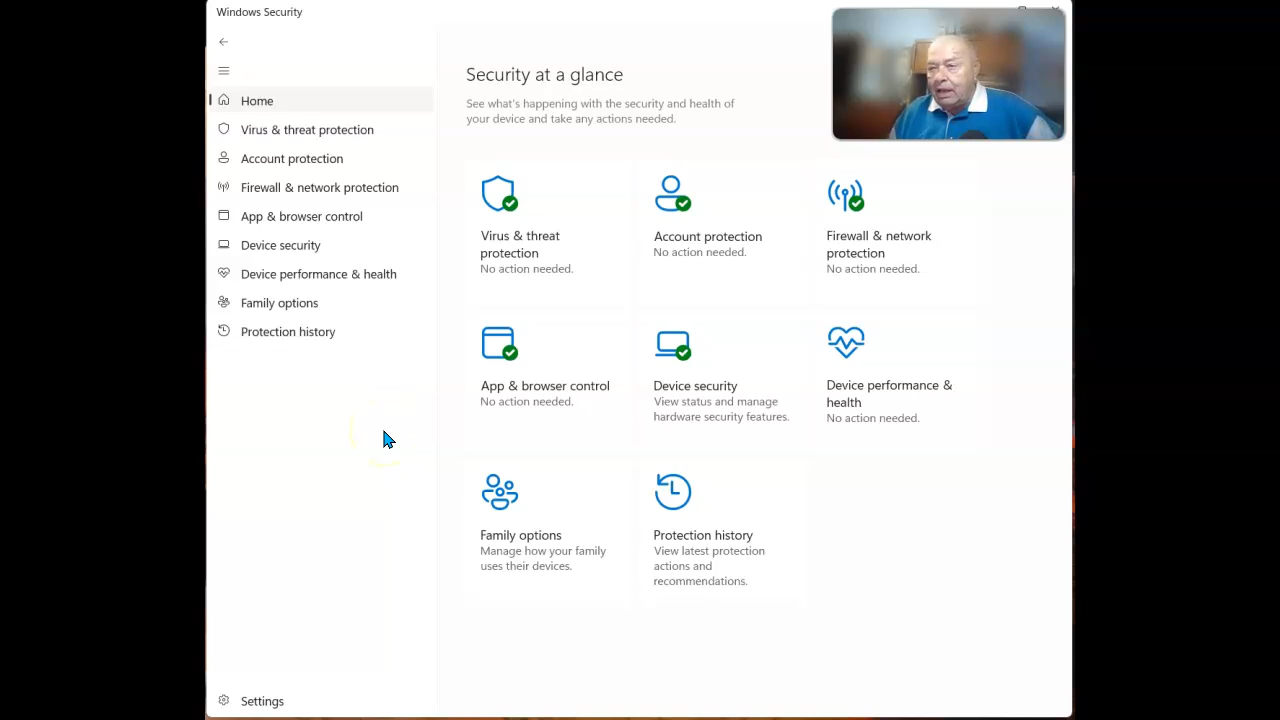 Windows Security
Home
Virus & threat protection
Account protection
Firewall & network protection
App & browser control
Device security
Device performance & health
Family options
Protection history
Settings
Security at a glance
See what's happening with the security and health of
your device and take any actions needed.
Virus & threat
protection
No action needed.
Account protection
No action needed.
Firewall & network
protection
No action needed.
App & browser control
No action needed.
Device security
View status and manage
hardware security features.
Device performance &
health
No action needed.
Family options
Manage how your family
uses their devices.
Protection history
View latest protection
actions and
recommendations.